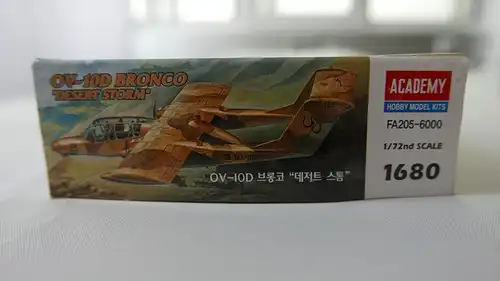 OV-10D BRONCO
"DESERT STORM"
OV-10D 브롱코 "데저트 스톰"
ACADEMY
HOBBY MODEL KITS
FA205-6000
1/72nd SCALE
1680